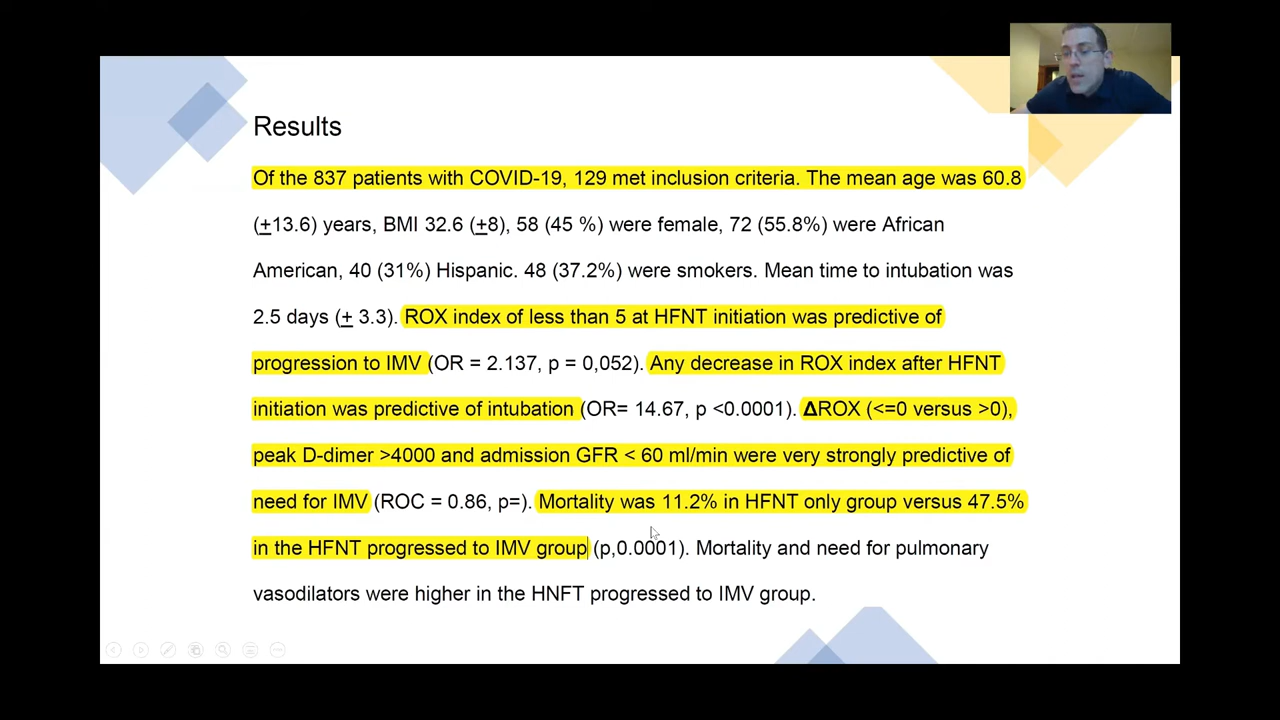 Results
Of the 837 patients with COVID-19, 129 met inclusion criteria. The mean age was 60.8
(±13.6) years, BMI 32.6 (±8), 58 (45 %) were female, 72 (55.8%) were African
American, 40 (31%) Hispanic. 48 (37.2%) were smokers. Mean time to intubation was
2.5 days (± 3.3). ROX index of less than 5 at HFNT initiation was predictive of
progression to IMV (OR = 2.137, p = 0,052). Any decrease in ROX index after HFNT
initiation was predictive of intubation (OR= 14.67, p <0.0001). ΔROX (<=0 versus >0),
peak D-dimer >4000 and admission GFR < 60 ml/min were very strongly predictive of
need for IMV (ROC = 0.86, p=). Mortality was 11.2% in HFNT only group versus 47.5%
in the HFNT progressed to IMV group (p,0.0001). Mortality and need for pulmonary
vasodilators were higher in the HNFT progressed to IMV group.